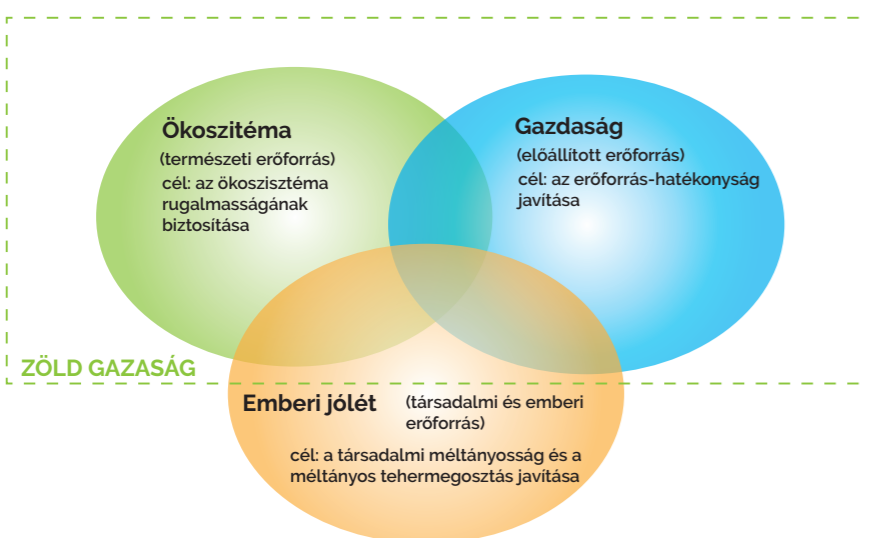 Ökoszitéma
(természeti erőforrás)
cél: az ökoszisztéma
rugalmasságának
biztosítása
Gazdaság
(előállított erőforrás)
cél: az erőforrás-hatékonyság
javítása
ZÖLD GAZASÁG
Emberi jólét
(társadalmi és emberi
erőforrás)
cél: a társadalmi méltányosság és a
méltányos tehermegosztás javítása